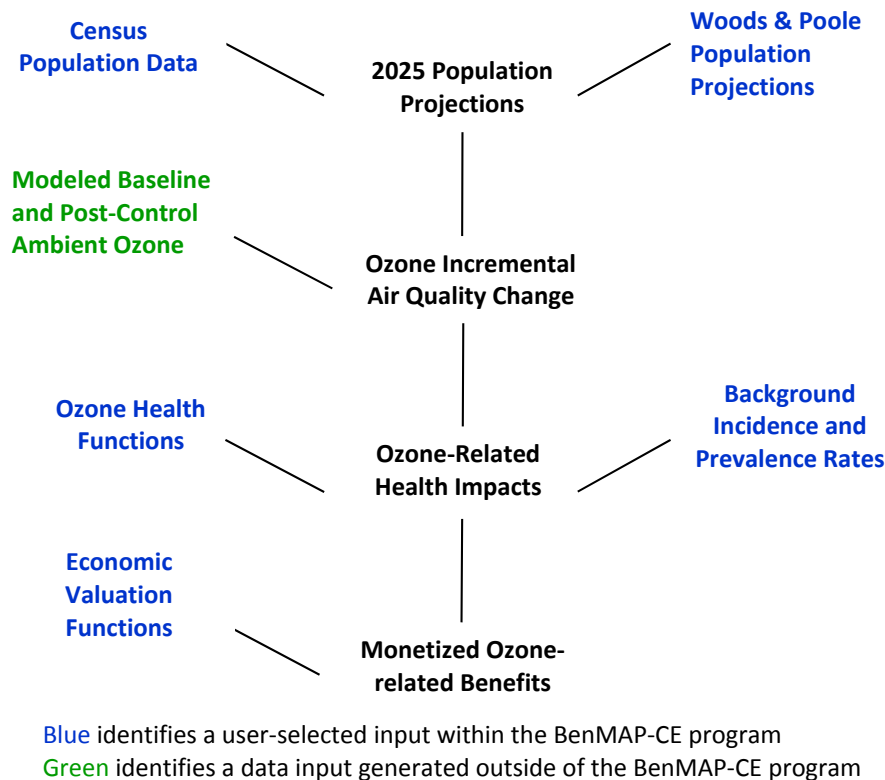 Census
Population Data
Woods & Poole
Population
Projections
2025 Population
Projections
Modeled Baseline
and Post-Control
Ambient Ozone
Ozone Incremental
Air Quality Change
Ozone Health
Functions
Background
Incidence and
Prevalence Rates
Ozone-Related
Health Impacts
Economic
Valuation
Functions
Monetized Ozone-
related Benefits
Blue identifies a user-selected input within the BenMAP-CE program
Green identifies a data input generated outside of the BenMAP-CE program